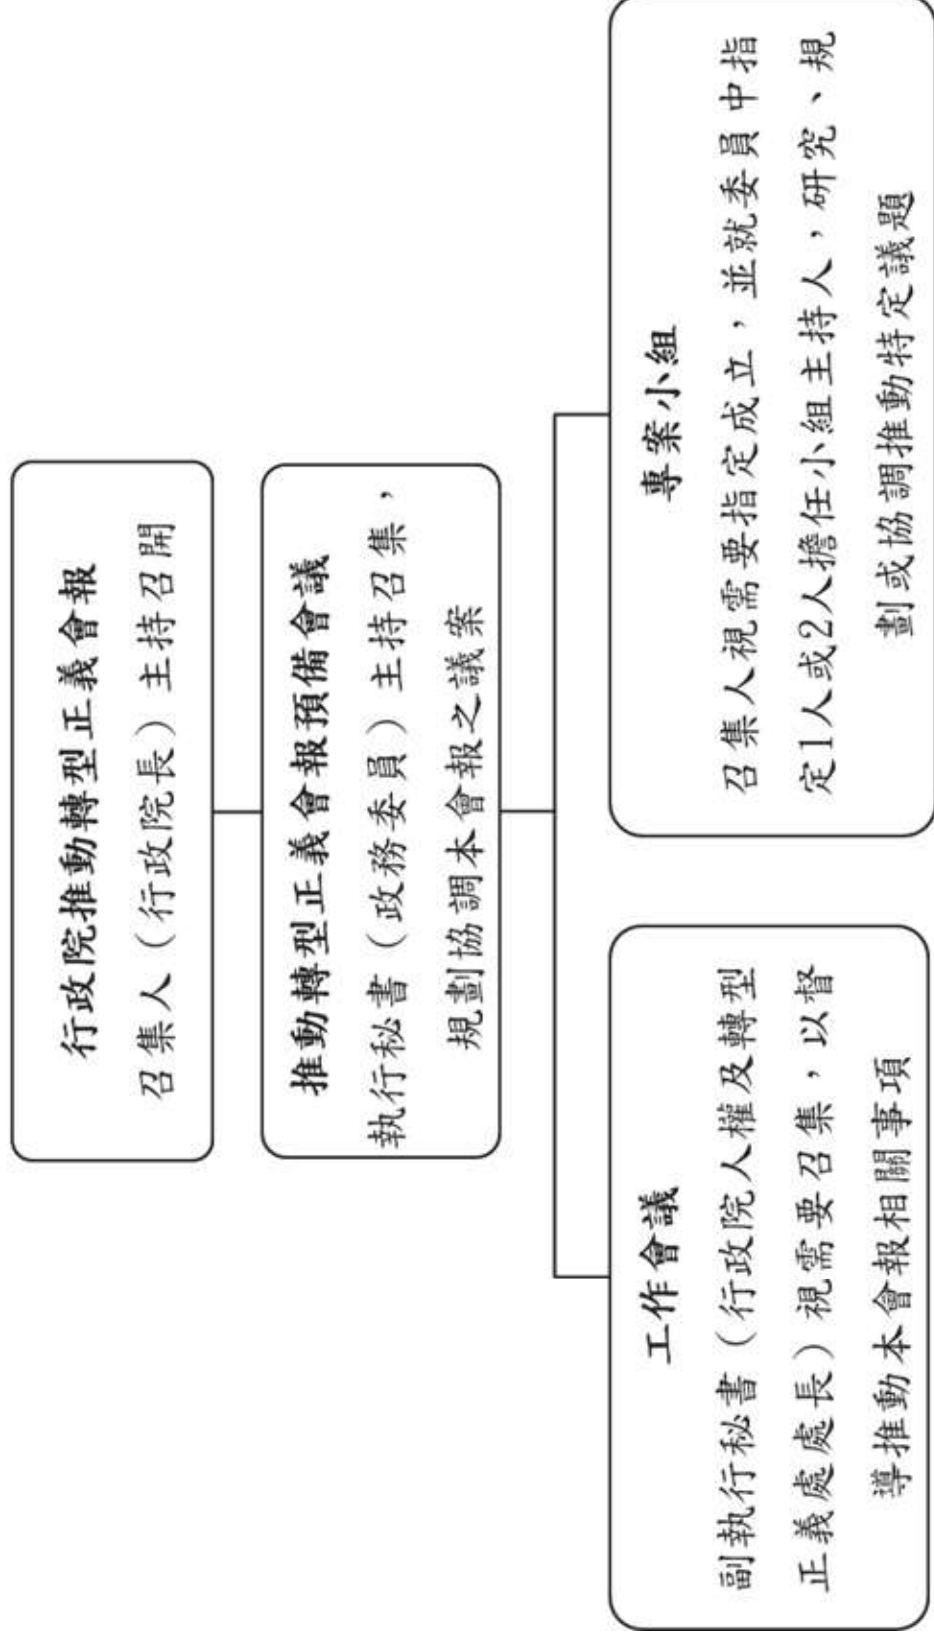 行政院推動轉型正義會報
召集人（行政院長）主持召開
推動轉型正義會報預備會議
執行秘書（政務委員）主持召集，
規劃協調本會報之議案
工作會議
副執行秘書（行政院人權及轉型
正義處處長）視需要召集，以督
導推動本會報相關事項
專案小組
召集人視需要指定成立，並就委員中指
定1人或2人擔任小組主持人，研究、規
劃或協調推動特定議題